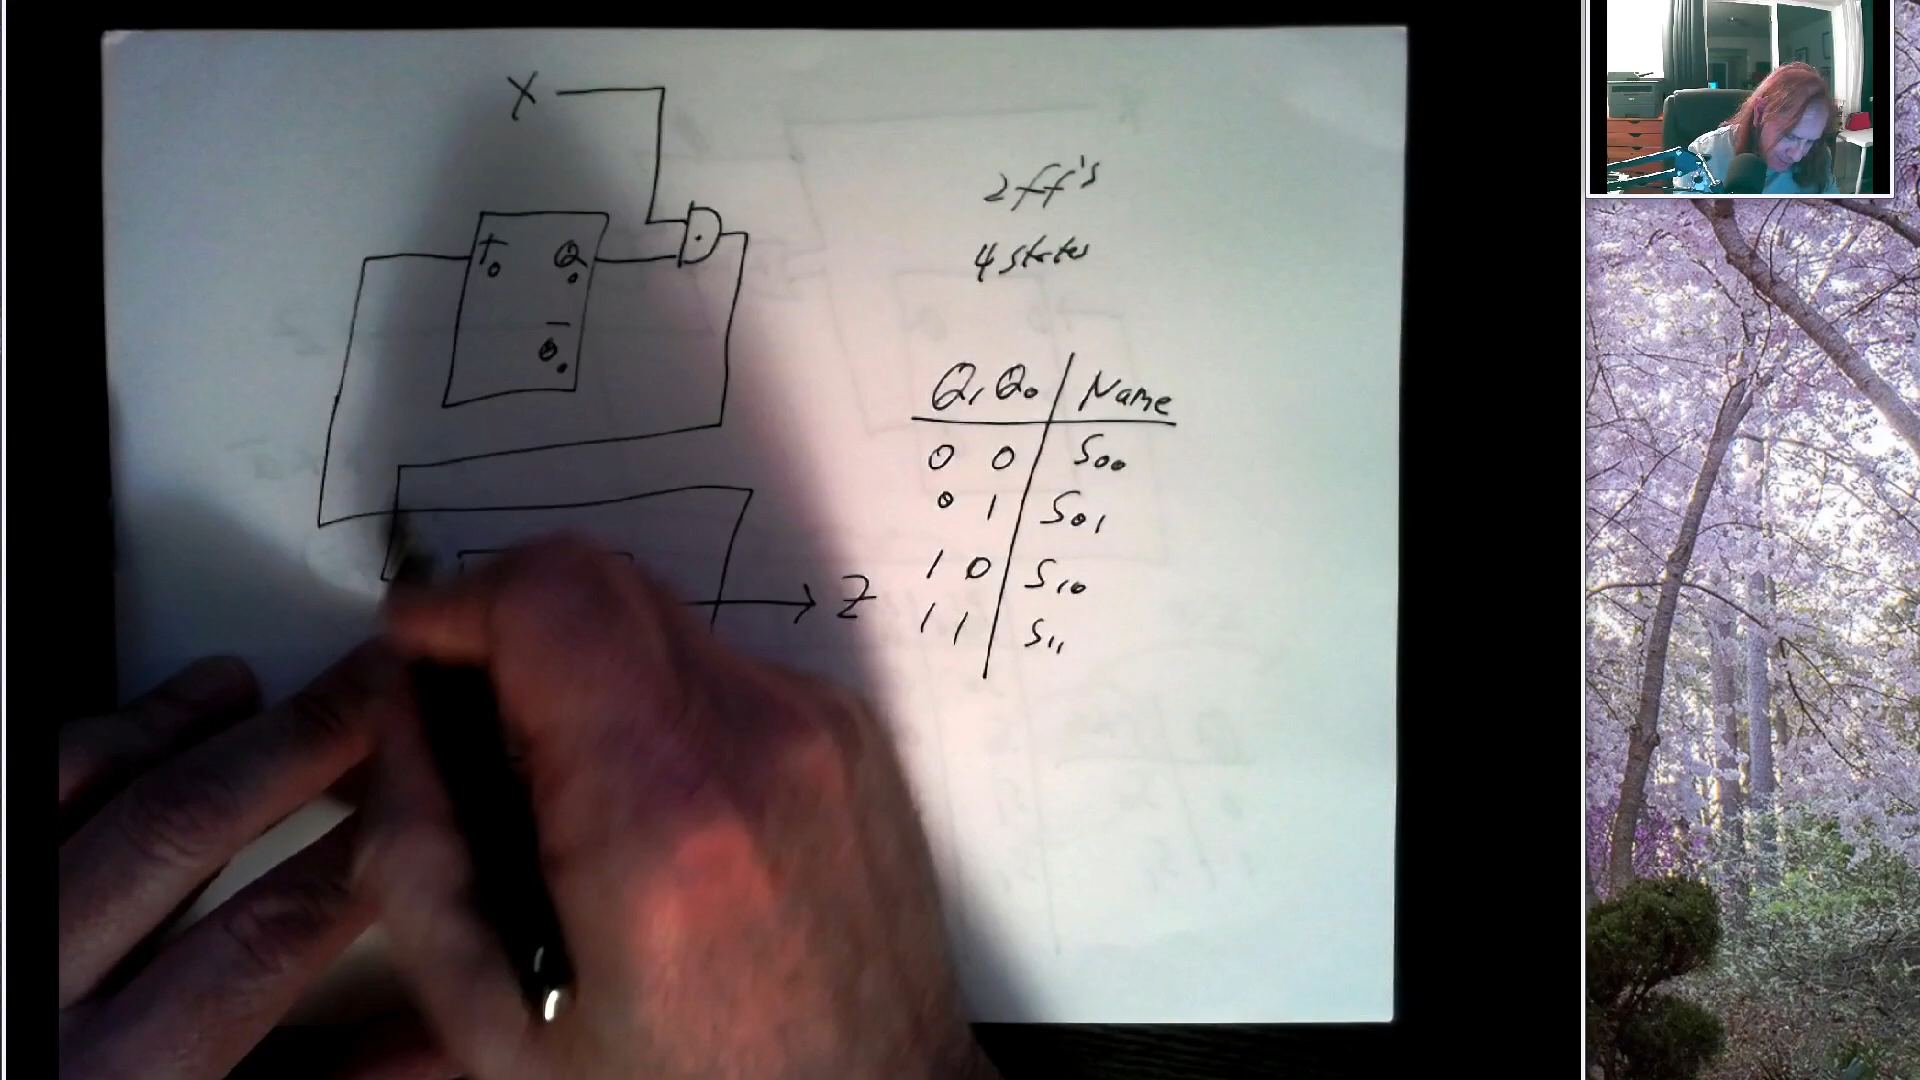 X
T₀ Q₀
Q̅₀
Z
2ff's
4 states
Q₁ Q₀ Name
0 0 S₀₀
0 1 S₀₁
1 0 S₁₀
1 1 S₁₁